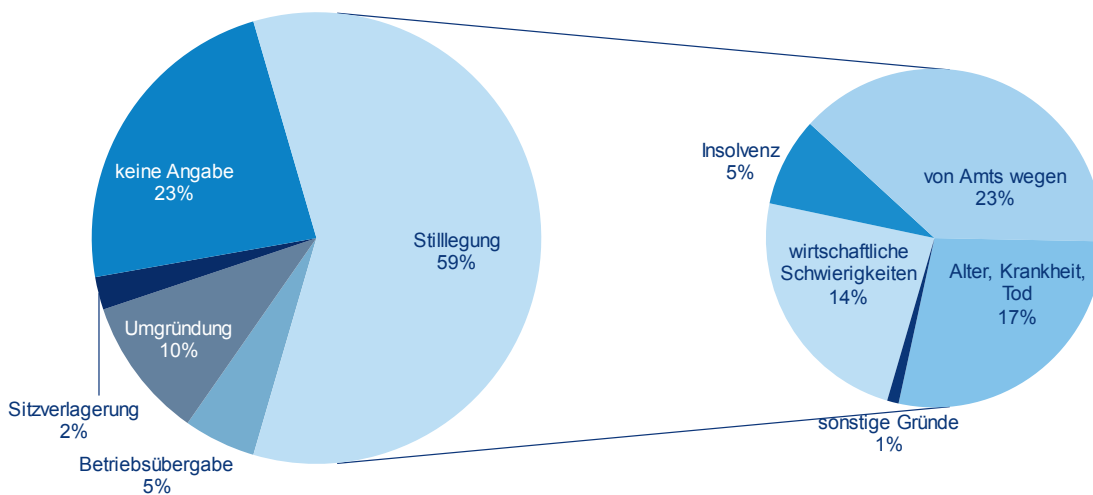 keine Angabe
23%
Stilllegung
59%
Umgründung
10%
Sitzverlagerung
2%
Betriebsübergabe
5%
Insolvenz
5%
von Amts wegen
23%
wirtschaftliche
Schwierigkeiten
14%
Alter, Krankheit,
Tod
17%
sonstige Gründe
1%